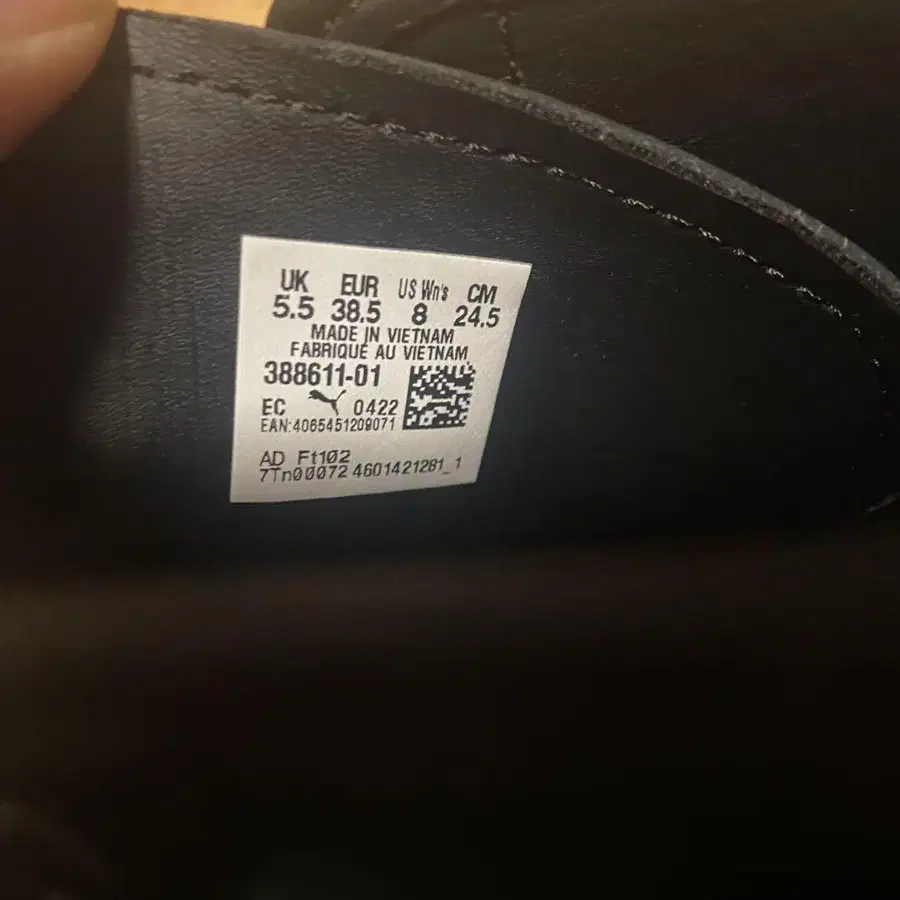 UK EUR US Wn's CM
5.5 38.5 8 24.5
MADE IN VIETNAM
FABRIQUÉ AU VIETNAM
388611-01
EC 0422
EAN:4065451209071
AD Ft102
7Tn00072 4601421281_1